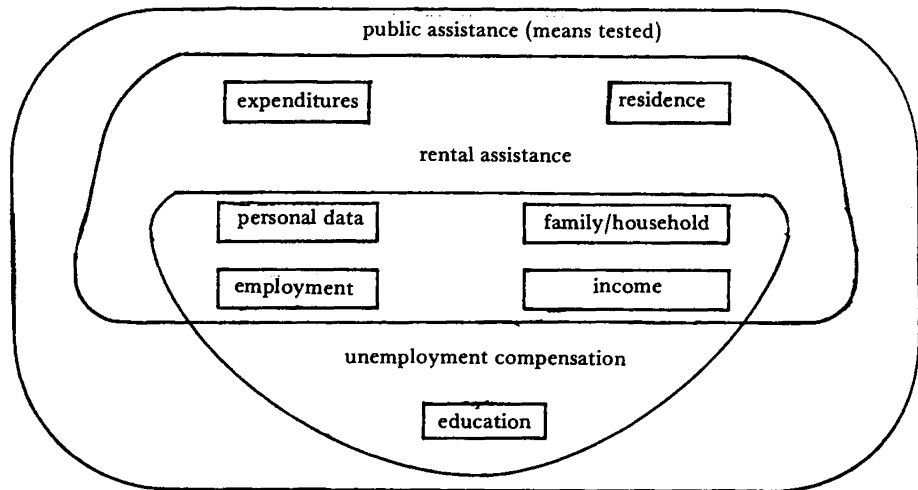 public assistance (means tested)
expenditures
residence
rental assistance
personal data
family/household
employment
income
unemployment compensation
education